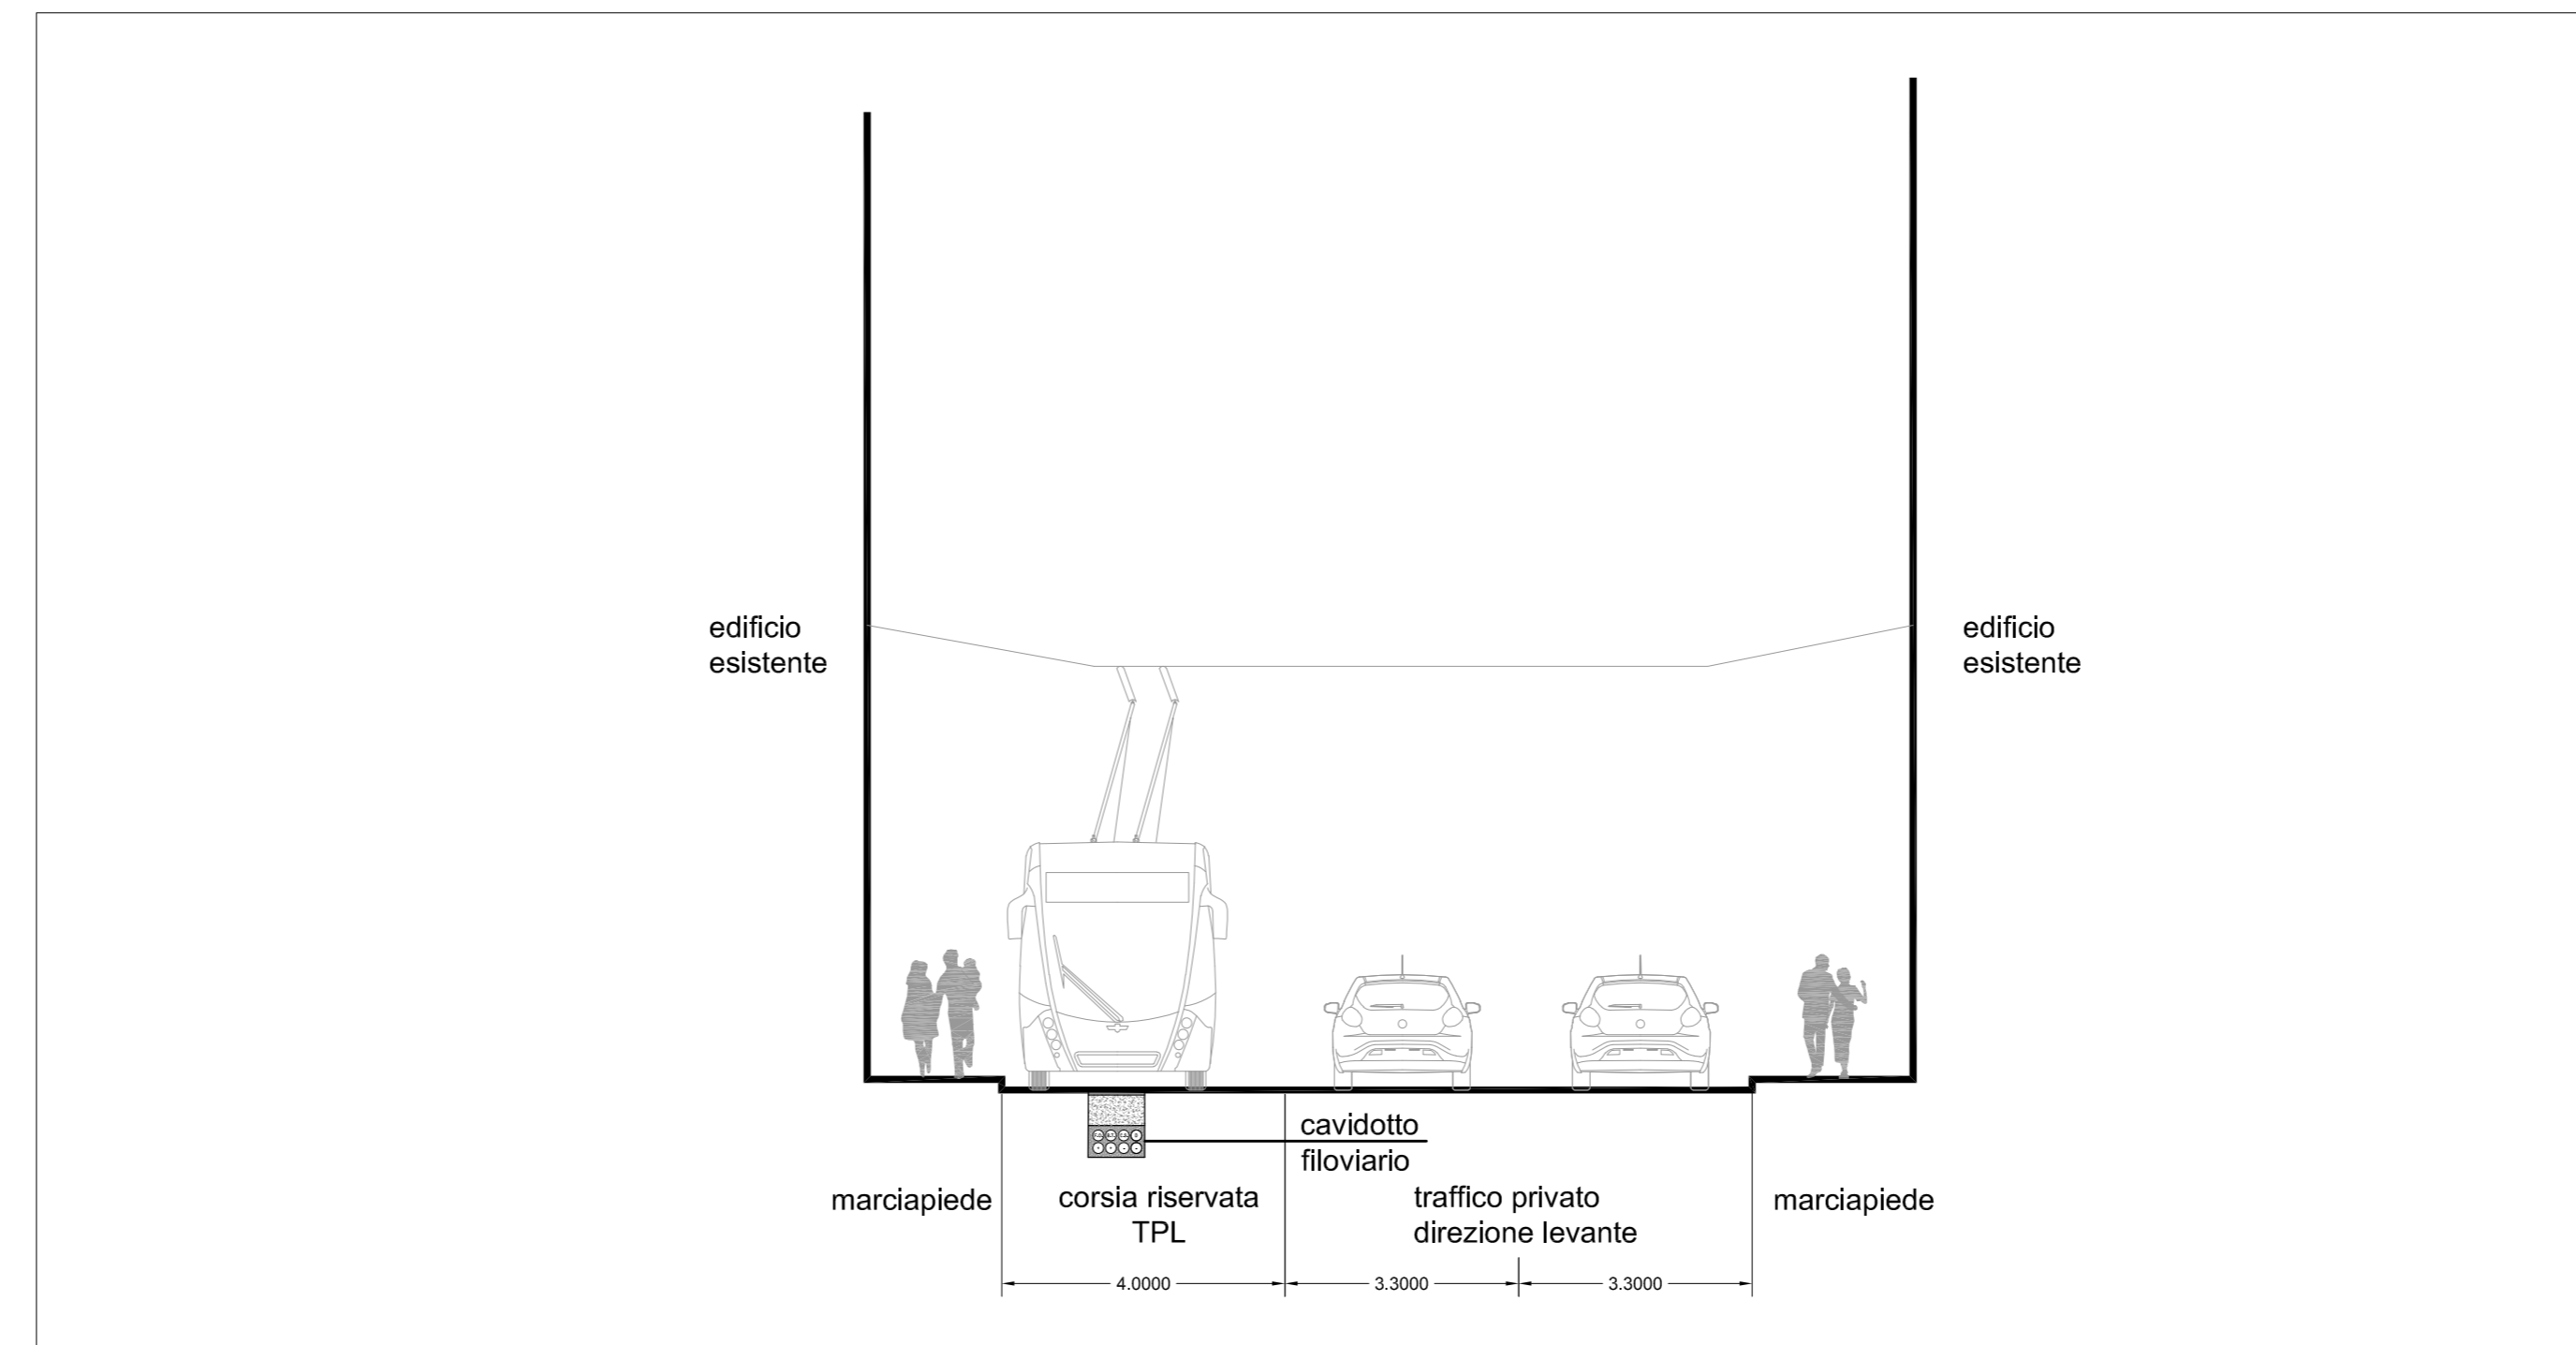 edificio
esistente
edificio
esistente
cavidotto
filoviario
marciapiede
corsia riservata
TPL
traffico privato
direzione levante
marciapiede
4.0000
3.3000
3.3000